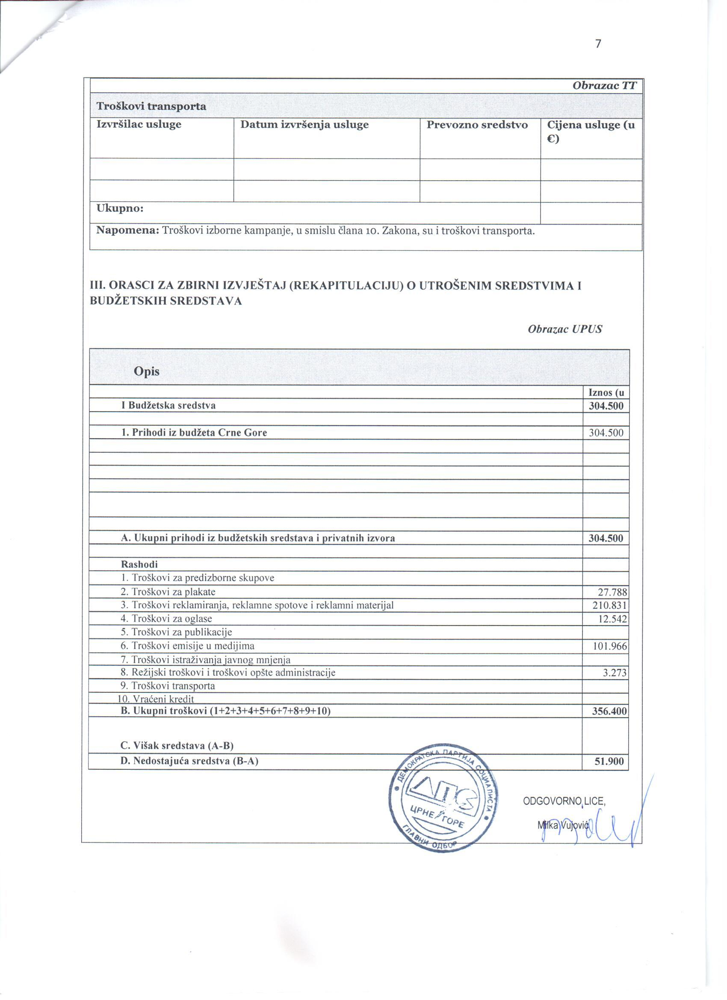 7
Obrazac TT
Troškovi transporta
Izvršilac usluge Datum izvršenja usluge Prevozno sredstvo Cijena usluge (u
€)
Ukupno:
Napomena: Troškovi izborne kampanje, u smislu člana 10. Zakona, su i troškovi transporta.
III. ORASCI ZA ZBIRNI IZVJEŠTAJ (REKAPITULACIJU) O UTROŠENIM SREDSTVIMA I
BUDŽETSKIH SREDSTAVA
Obrazac UPUS
Opis
Iznos (u
I Budžetska sredstva 304.500
1. Prihodi iz budžeta Crne Gore 304.500
A. Ukupni prihodi iz budžetskih sredstava i privatnih izvora 304.500
Rashodi
1. Troškovi za predizborne skupove
2. Troškovi za plakate 27.788
3. Troškovi reklamiranja, reklamne spotove i reklamni materijal 210.831
4. Troškovi za oglase 12.542
5. Troškovi za publikacije
6. Troškovi emisije u medijima 101.966
7. Troškovi istraživanja javnog mnjenja
8. Režijski troškovi i troškovi opšte administracije 3.273
9. Troškovi transporta
10. Vraćeni kredit
B. Ukupni troškovi (1+2+3+4+5+6+7+8+9+10) 356.400
C. Višak sredstava (A-B)
D. Nedostajuća sredstva (B-A) 51.900
ДЕМОКРАТСКА ПАРТИЈА СОЦИЈАЛИСТА
ДПС
ЦРНЕ ГОРЕ
ГЛАВНИ ОДБОР
ODGOVORNO LICE,
Milka Vujović